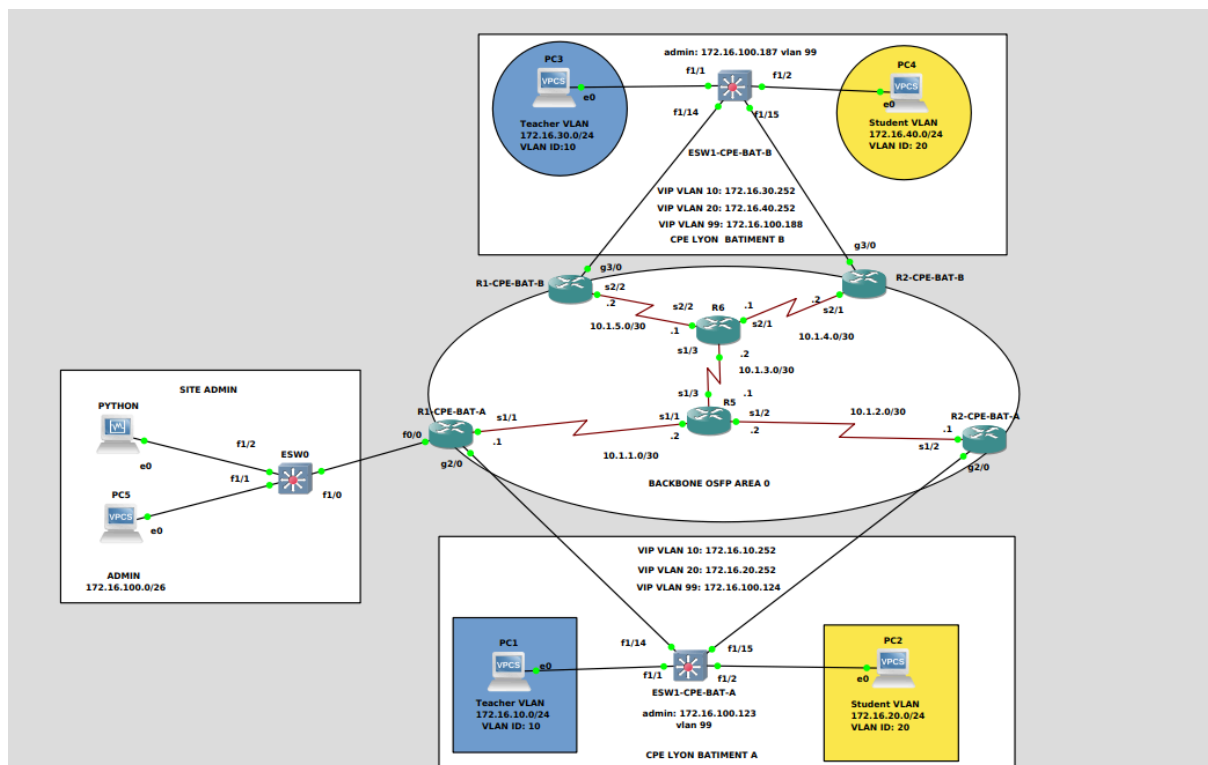 admin: 172.16.100.187 vlan 99
PC3
VPCS
e0
Teacher VLAN
172.16.30.0/24
VLAN ID:10
f1/1
f1/2
f1/14
f1/15
ESW1-CPE-BAT-B
PC4
VPCS
e0
Student VLAN
172.16.40.0/24
VLAN ID: 20
VIP VLAN 10: 172.16.30.252
VIP VLAN 20: 172.16.40.252
VIP VLAN 99: 172.16.100.188
CPE LYON BATIMENT B
g3/0
g3/0
R1-CPE-BAT-B
R2-CPE-BAT-B
s2/2
.2
s2/2
.1
10.1.5.0/30
R6
.1
s2/1
.2
s2/1
10.1.4.0/30
s1/3
.2
10.1.3.0/30
s1/3
.1
R5
SITE ADMIN
PYTHON
e0
f1/2
ESW0
f1/1
f1/0
PC5
VPCS
e0
ADMIN
172.16.100.0/26
R1-CPE-BAT-A
f0/0
s1/1
.1
g2/0
s1/1
.2
10.1.1.0/30
s1/2
.2
10.1.2.0/30
R2-CPE-BAT-A
.1
s1/2
g2/0
BACKBONE OSFP AREA 0
VIP VLAN 10: 172.16.10.252
VIP VLAN 20: 172.16.20.252
VIP VLAN 99: 172.16.100.124
f1/14
f1/15
f1/1
f1/2
ESW1-CPE-BAT-A
admin: 172.16.100.123
vlan 99
PC1
VPCS
e0
Teacher VLAN
172.16.10.0/24
VLAN ID: 10
PC2
VPCS
e0
Student VLAN
172.16.20.0/24
VLAN ID: 20
CPE LYON BATIMENT A